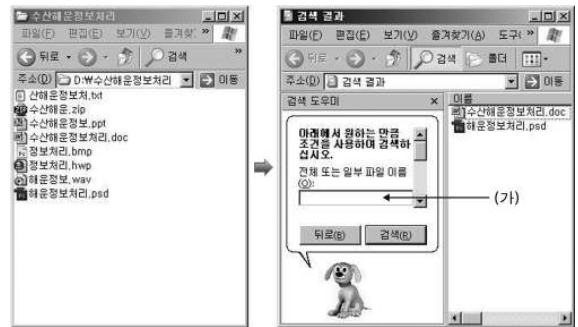 수산해운정보처리
파일(F) 편집(E) 보기(V) 즐겨찾 »
뒤로 검색 »
주소(D) D:\수산해운정보처리 이동
산해운정보처.txt
수산해운.zip
수산해운정보.ppt
수산해운정보처리.doc
정보처리.bmp
정보처리.hwp
해운정보.wav
해운정보처리.psd
검색 결과
파일(F) 편집(E) 보기(V) 즐겨찾기(A) 도구( »
뒤로 검색 폴더
주소(D) 검색 결과 이동
검색 도우미
아래에서 원하는 만큼
조건을 사용하여 검색하
십시오.
전체 또는 일부 파일 이름
(O):
뒤로(B) 검색(R)
이름
수산해운정보처리.doc
해운정보처리.psd
(가)